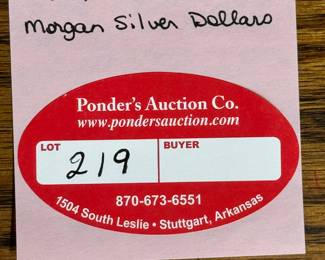 Morgan Silver Dollars
Ponder's Auction Co.
www.pondersauction.com
LOT
BUYER
219
870-673-6551
1504 South Leslie • Stuttgart, Arkansas